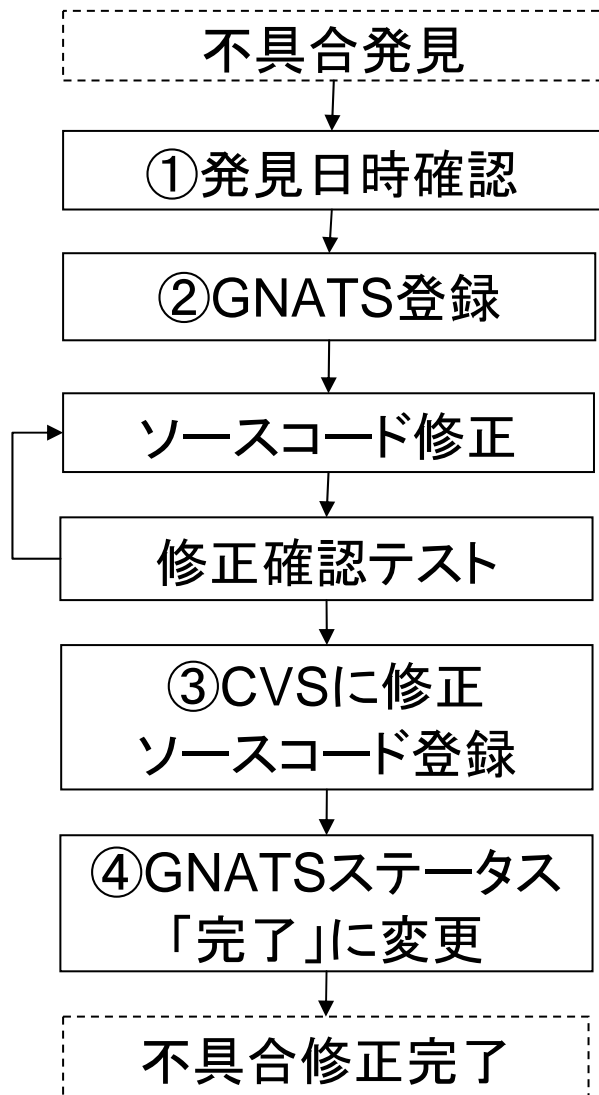 不具合発見
①発見日時確認
②GNATS登録
ソースコード修正
修正確認テスト
③CVSに修正
ソースコード登録
④GNATSステータス
「完了」に変更
不具合修正完了